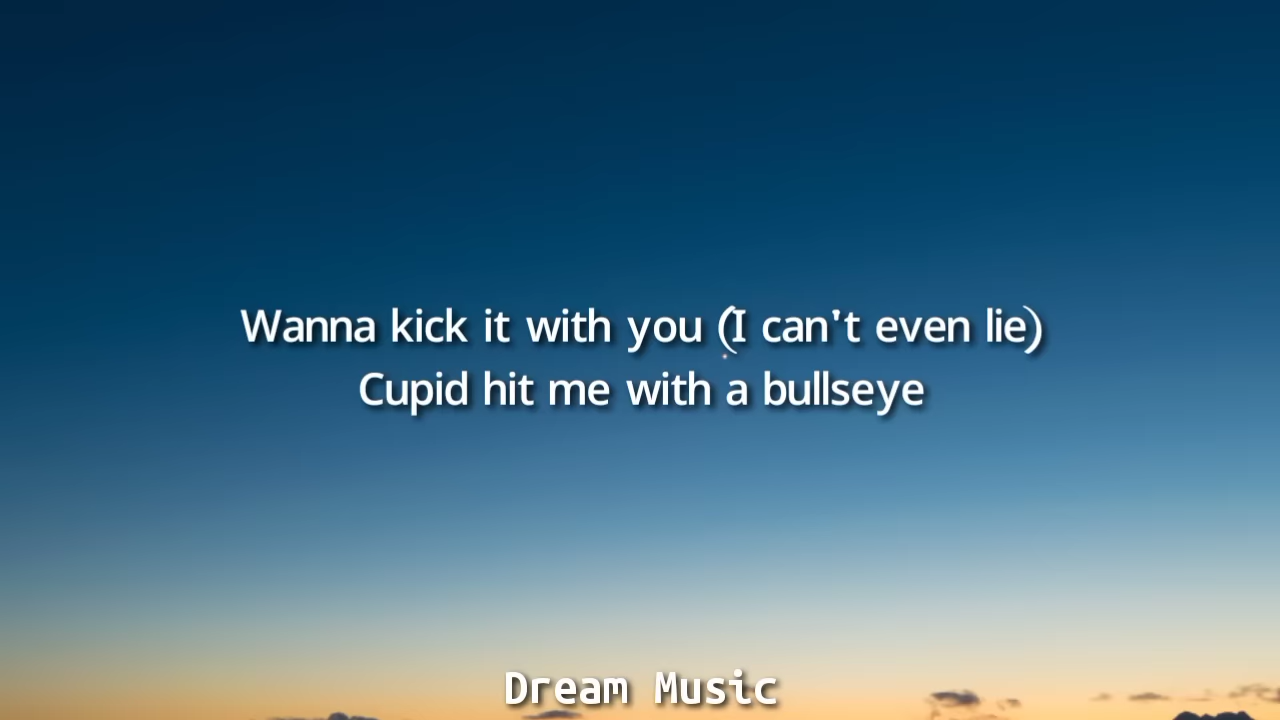 Wanna kick it with you (I can't even lie)
Cupid hit me with a bullseye
Dream Music